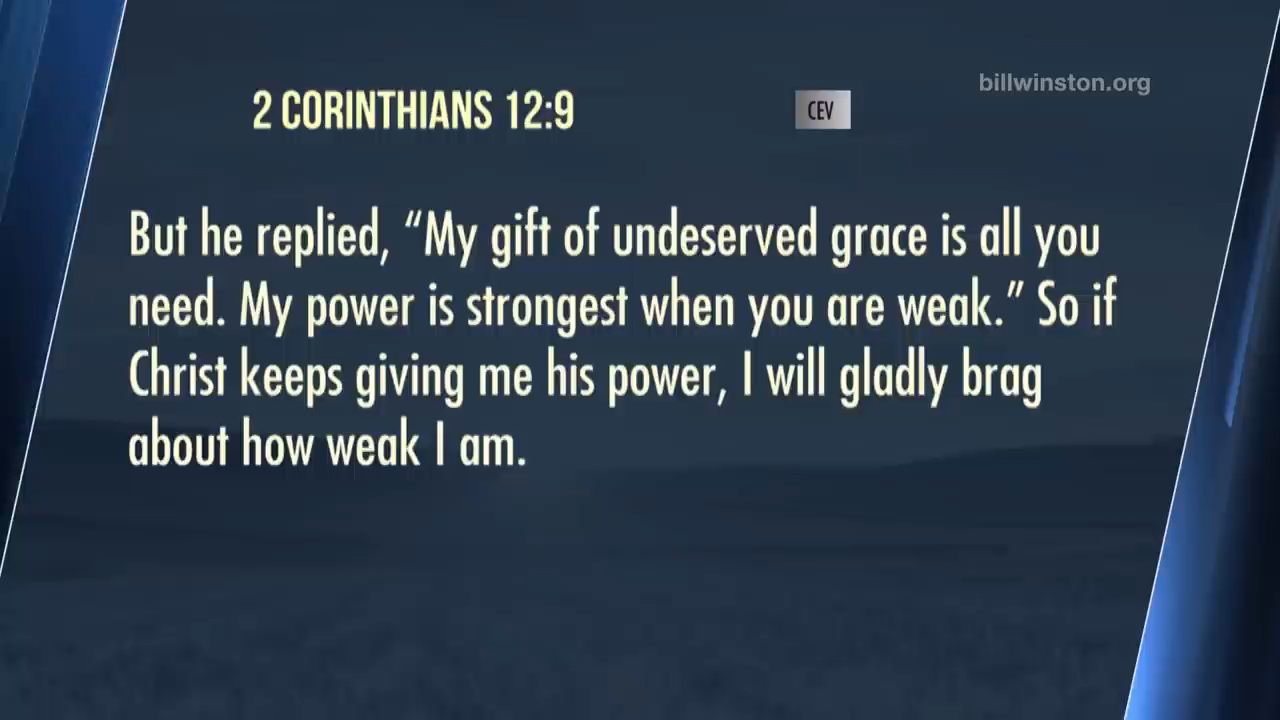 billwinston.org
2 CORINTHIANS 12:9
CEV
But he replied, “My gift of undeserved grace is all you
need. My power is strongest when you are weak.” So if
Christ keeps giving me his power, I will gladly brag
about how weak I am.